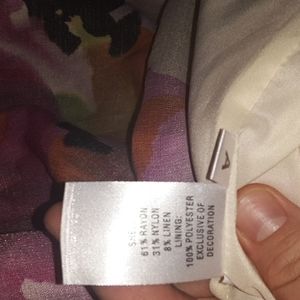 61% RAYON
31% NYLON
8% LINEN
LINING:
100% POLYESTER
EXCLUSIVE OF
DECORATION